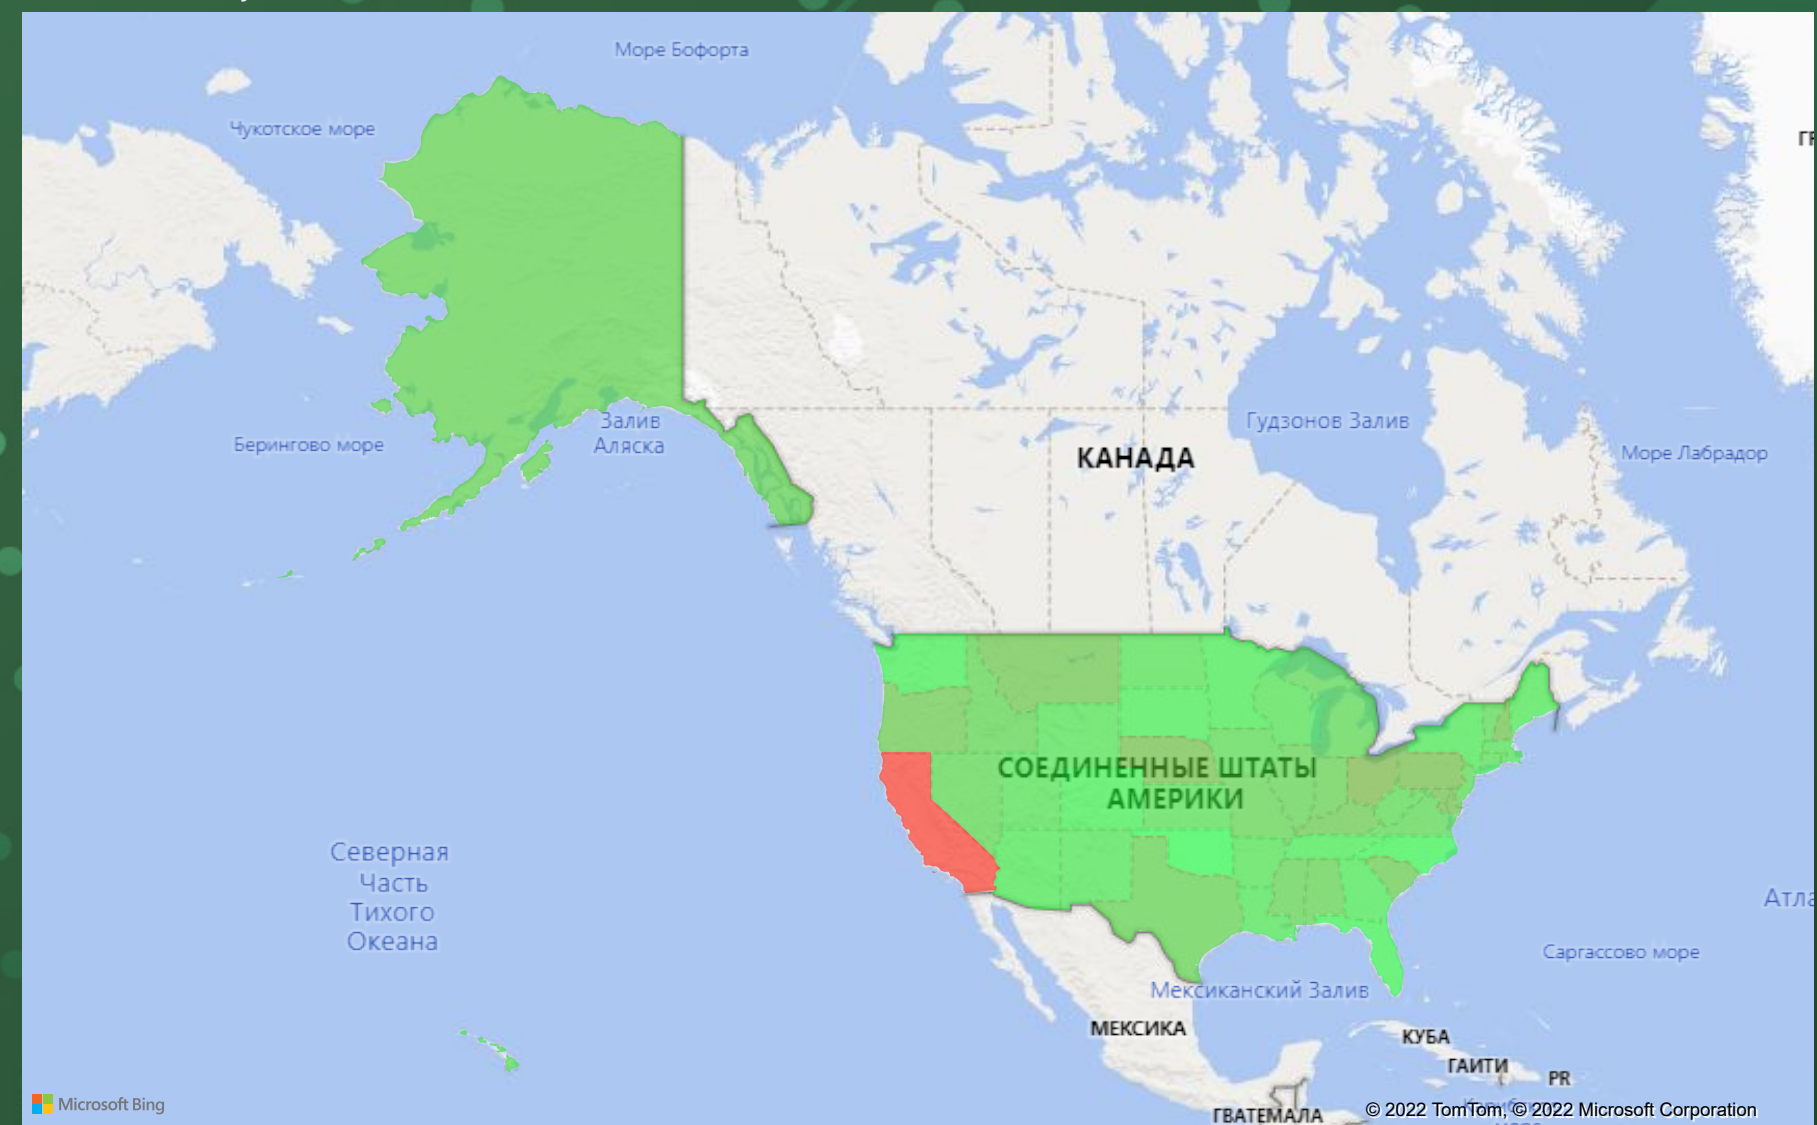 Море Бофорта
Чукотское море
Залив
Аляска
Гудзонов Залив
Берингово море
КАНАДА
Море Лабрадор
СОЕДИНЕННЫЕ ШТАТЫ
АМЕРИКИ
Северная
Часть
Тихого
Океана
Атла
Саргассово море
Мексиканский Залив
МЕКСИКА
КУБА
ГАИТИ
PR
Microsoft Bing
ГВАТЕМАЛА
© 2022 TomTom, © 2022 Microsoft Corporation